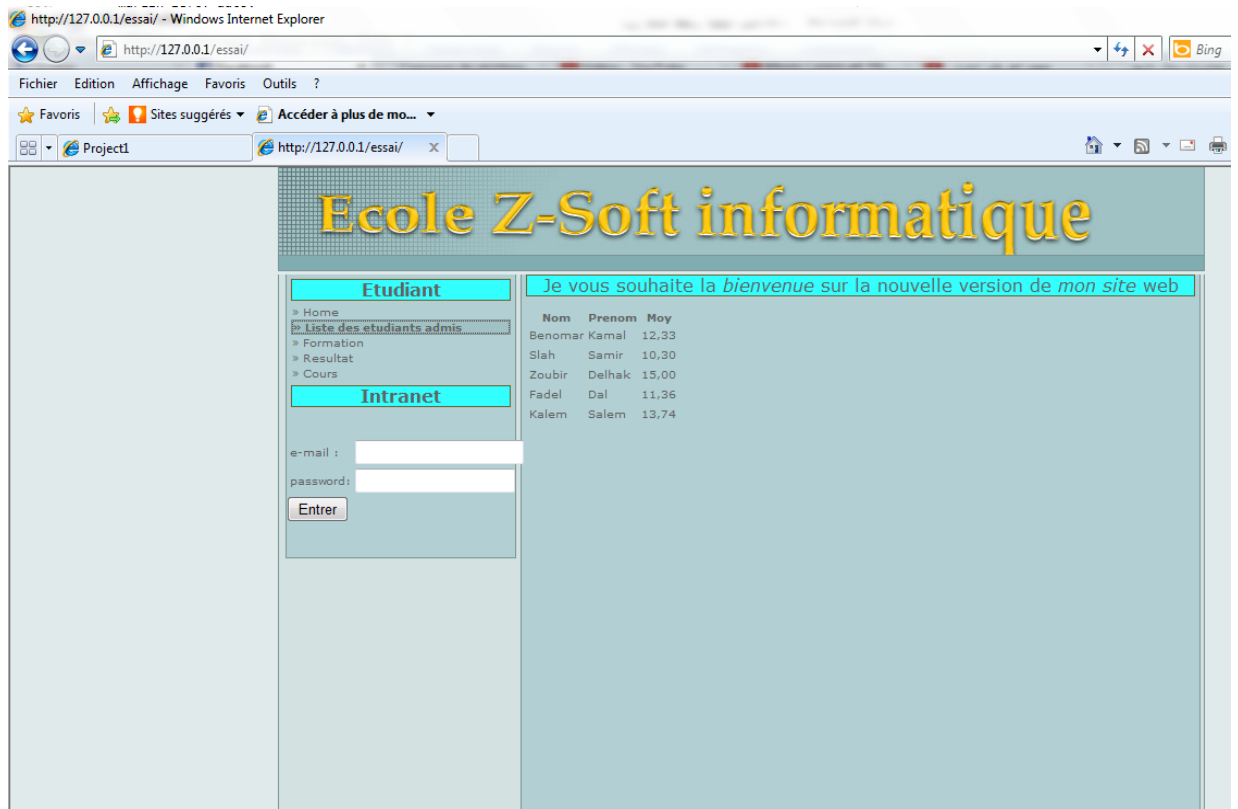 http://127.0.0.1/essai/ - Windows Internet Explorer
http://127.0.0.1/essai/
Bing
Fichier Edition Affichage Favoris Outils ?
Favoris Sites suggérés Accéder à plus de mo...
Project1 http://127.0.0.1/essai/ X
Ecole Z-Soft informatique
Etudiant
» Home
» Liste des etudiants admis
» Formation
» Resultat
» Cours
Intranet
e-mail :
password:
Entrer
Je vous souhaite la bienvenue sur la nouvelle version de mon site web
Nom Prenom Moy
Benomar Kamal 12,33
Slah Samir 10,30
Zoubir Delhak 15,00
Fadel Dal 11,36
Kalem Salem 13,74